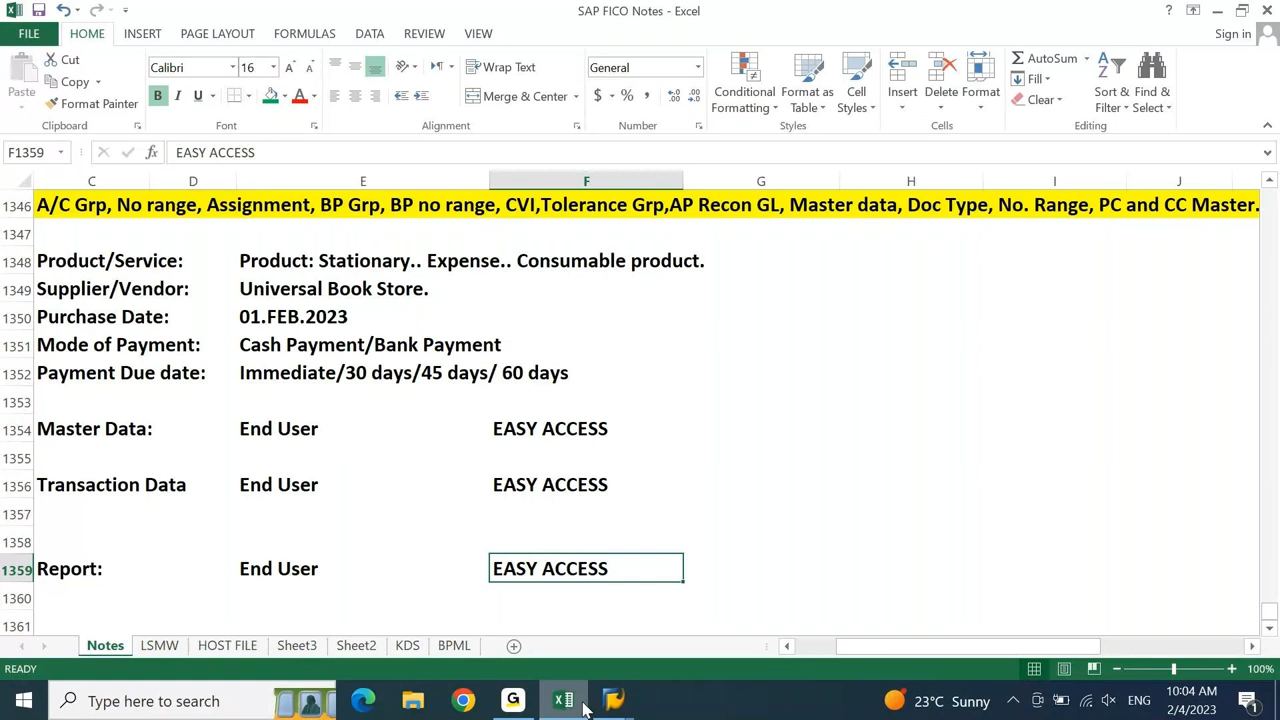 SAP FICO Notes - Excel
Sign in
FILE HOME INSERT PAGE LAYOUT FORMULAS DATA REVIEW VIEW
Paste
Cut
Copy
Format Painter
Clipboard
Calibri 16
B I U
Font
Wrap Text
Merge & Center
Alignment
General
$ % ,
Number
Conditional Formatting
Format as Table
Cell Styles
Styles
Insert
Delete
Format
Cells
AutoSum
Fill
Clear
Sort & Filter
Find & Select
Editing
F1359 fx EASY ACCESS
C D E F G H I J
1346 A/C Grp, No range, Assignment, BP Grp, BP no range, CVI,Tolerance Grp,AP Recon GL, Master data, Doc Type, No. Range, PC and CC Master.
1347
1348 Product/Service: Product: Stationary.. Expense.. Consumable product.
1349 Supplier/Vendor: Universal Book Store.
1350 Purchase Date: 01.FEB.2023
1351 Mode of Payment: Cash Payment/Bank Payment
1352 Payment Due date: Immediate/30 days/45 days/ 60 days
1353
1354 Master Data: End User EASY ACCESS
1355
1356 Transaction Data End User EASY ACCESS
1357
1358
1359 Report: End User EASY ACCESS
1360
1361
Notes LSMW HOST FILE Sheet3 Sheet2 KDS BPML
READY 100%
Type here to search
23°C Sunny
ENG
10:04 AM
2/4/2023
1